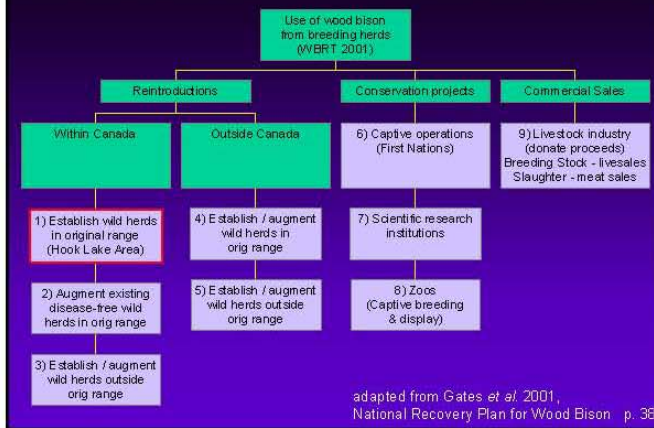 Use of wood bison
from breeding herds
(WBRT 2001)
Reintroductions
Conservation projects
Commercial Sales
Within Canada
Outside Canada
6) Captive operations
(First Nations)
9) Livestock industry
(donate proceeds)
Breeding Stock - livesales
Slaughter - meat sales
1) Establish wild herds
in original range
(Hook Lake Area)
4) Establish / augment
wild herds in
orig range
7) Scientific research
institutions
2) Augment existing
disease-free wild
herds in orig range
5) Establish / augment
wild herds outside
orig range
8) Zoos
(Captive breeding
& display)
3) Establish / augment
wild herds outside
orig range
adapted from Gates et al. 2001,
National Recovery Plan for Wood Bison p. 38